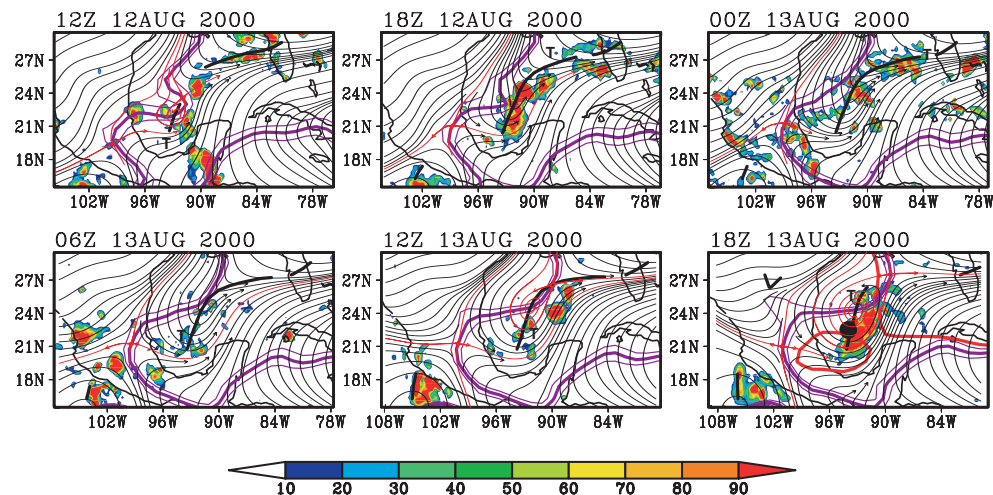 12Z 12AUG 2000
18Z 12AUG 2000
00Z 13AUG 2000
27N
24N
21N
18N
T
102W 96W 90W 84W 78W
27N
24N
21N
18N
T
102W 96W 90W 84W 78W
27N
24N
21N
18N
T
T
102W 96W 90W 84W 78W
06Z 13AUG 2000
12Z 13AUG 2000
18Z 13AUG 2000
27N
24N
21N
18N
T
102W 96W 90W 84W 78W
27N
24N
21N
18N
T
108W 102W 96W 90W 84W
27N
24N
21N
18N
V
T
108W 102W 96W 90W 84W
10 20 30 40 50 60 70 80 90